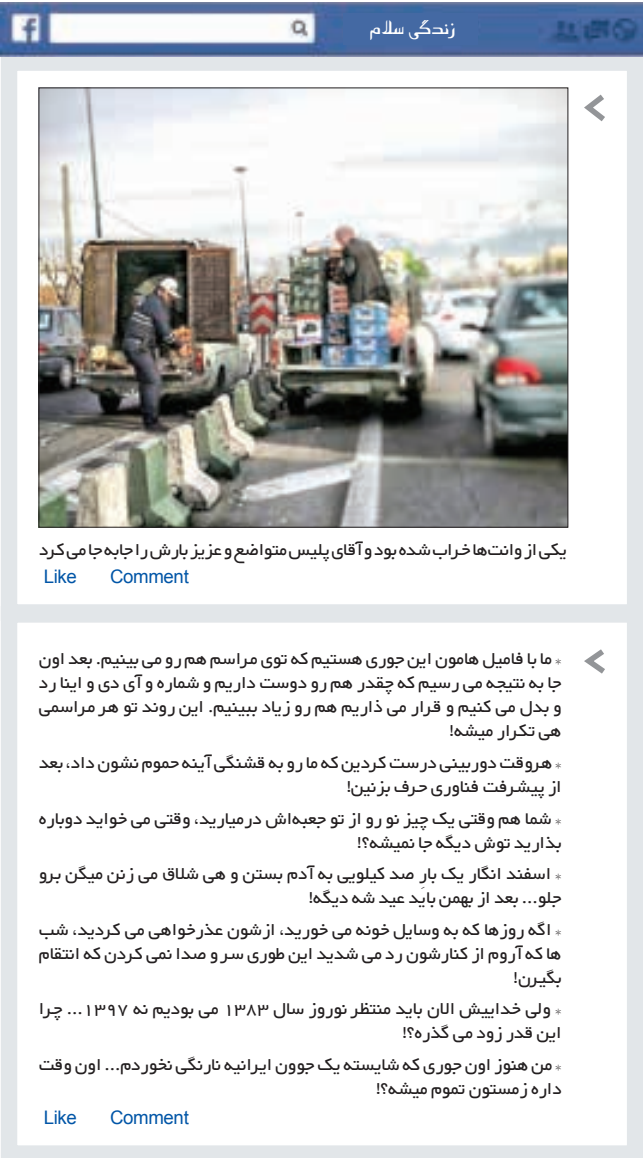 زندگی سلام
یکی از وانت‌ها خراب شده بود و آقای پلیس متواضع و عزیز بارش را جابه‌جا می‌کرد
Like Comment
* ما با فامیل هامون این جوری هستیم که توی مراسم هم رو می بینیم. بعد اون
جا به نتیجه می رسیم که چقدر هم رو دوست داریم و شماره و آی دی و اینا رد
و بدل می کنیم و قرار می ذاریم هم رو زیاد ببینیم. این روند تو هر مراسمی
هی تکرار میشه!
* هروقت دوربینی درست کردین که ما رو به قشنگی آینه حموم نشون داد، بعد
از پیشرفت فناوری حرف بزنین!
* شما هم وقتی یک چیز نو رو از تو جعبه‌اش درمیارید، وقتی می خواید دوباره
بذارید توش دیگه جا نمیشه؟!
* اسفند انگار یک بارِ صد کیلویی به آدم بستن و هی شلاق می زنن میگن برو
جلو... بعد از بهمن باید عید شه دیگه!
* اگه روزها که به وسایل خونه می خورید، ازشون عذرخواهی می کردید، شب
ها که آروم از کنارشون رد می شدید این طوری سر و صدا نمی کردن که انتقام
بگیرن!
* ولی خداییش الان باید منتظر نوروز سال ۱۳۸۳ می بودیم نه ۱۳۹۷... چرا
این قدر زود می گذره؟!
* من هنوز اون جوری که شایسته یک جوون ایرانیه نارنگی نخوردم... اون وقت
داره زمستون تموم میشه؟!
Like Comment